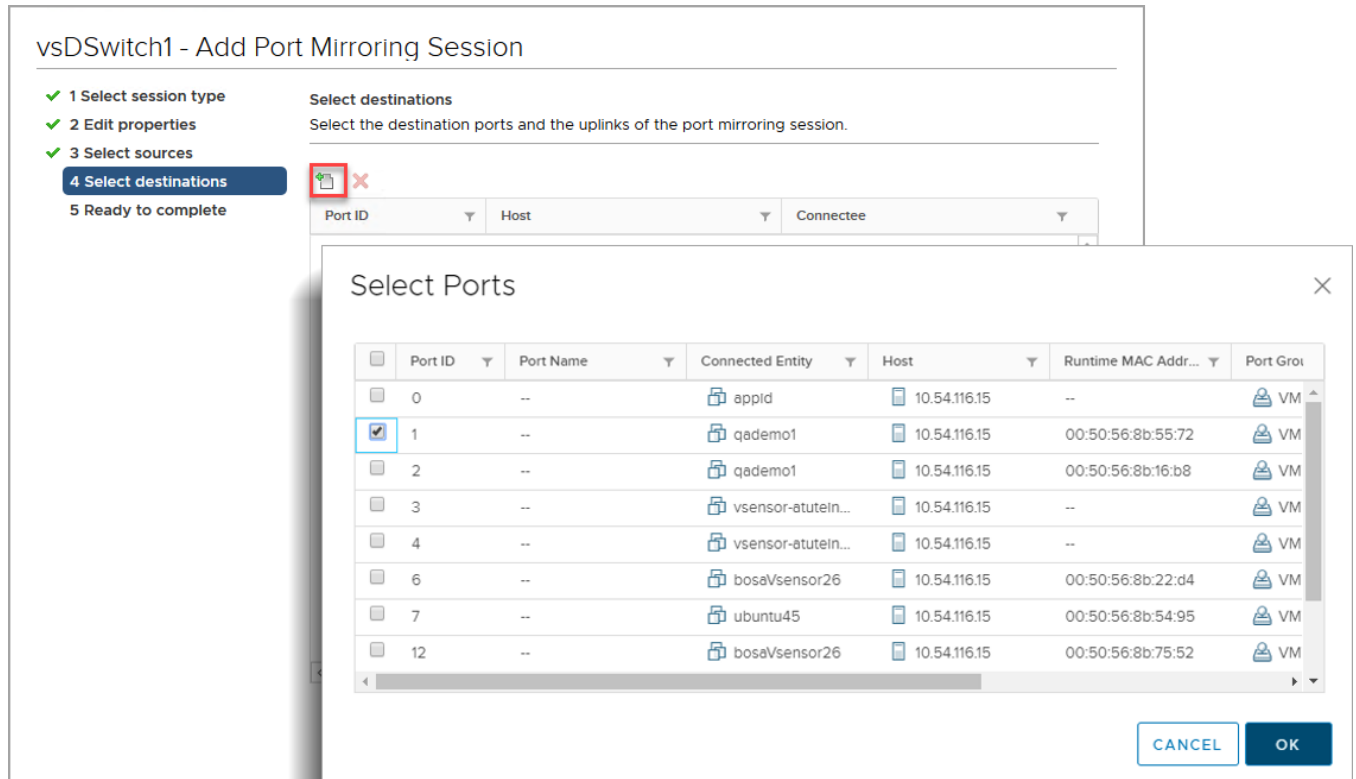 vsDSwitch1 - Add Port Mirroring Session
1 Select session type
2 Edit properties
3 Select sources
4 Select destinations
5 Ready to complete
Select destinations
Select the destination ports and the uplinks of the port mirroring session.
Port ID Host Connectee
Select Ports
Port ID Port Name Connected Entity Host Runtime MAC Addr... Port Grou
0 -- appid 10.54.116.15 -- VM
1 -- qademo1 10.54.116.15 00:50:56:8b:55:72 VM
2 -- qademo1 10.54.116.15 00:50:56:8b:16:b8 VM
3 -- vsensor-atutein... 10.54.116.15 -- VM
4 -- vsensor-atutein... 10.54.116.15 -- VM
6 -- bosaVsensor26 10.54.116.15 00:50:56:8b:22:d4 VM
7 -- ubuntu45 10.54.116.15 00:50:56:8b:54:95 VM
12 -- bosaVsensor26 10.54.116.15 00:50:56:8b:75:52 VM
CANCEL OK